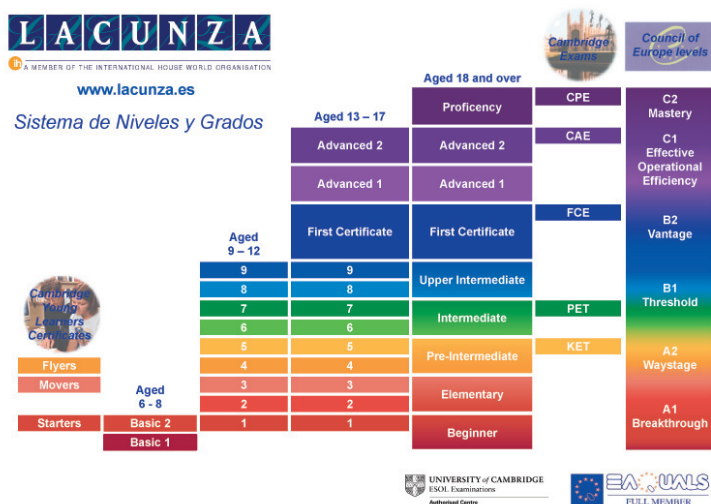 LACUNZA
ih A MEMBER OF THE INTERNATIONAL HOUSE WORLD ORGANISATION
www.lacunza.es
Sistema de Niveles y Grados
Cambridge
Exams
Council of
Europe levels
Aged 18 and over
Proficency
CPE
C2
Mastery
Aged 13 – 17
Advanced 2
Advanced 2
CAE
C1
Effective
Operational
Efficiency
Advanced 1
Advanced 1
First Certificate
First Certificate
FCE
B2
Vantage
Aged
9 – 12
9
9
Upper Intermediate
8
8
B1
Threshold
Cambridge
Young
Learners
Certificates
7
7
Intermediate
PET
6
6
5
5
Pre-Intermediate
KET
A2
Waystage
Flyers
4
4
Movers
Aged
6 - 8
3
3
Elementary
2
2
A1
Breakthrough
Starters
Basic 2
1
1
Beginner
Basic 1
UNIVERSITY of CAMBRIDGE
ESOL Examinations
Authorised Centre
EAQUALS
FULL MEMBER